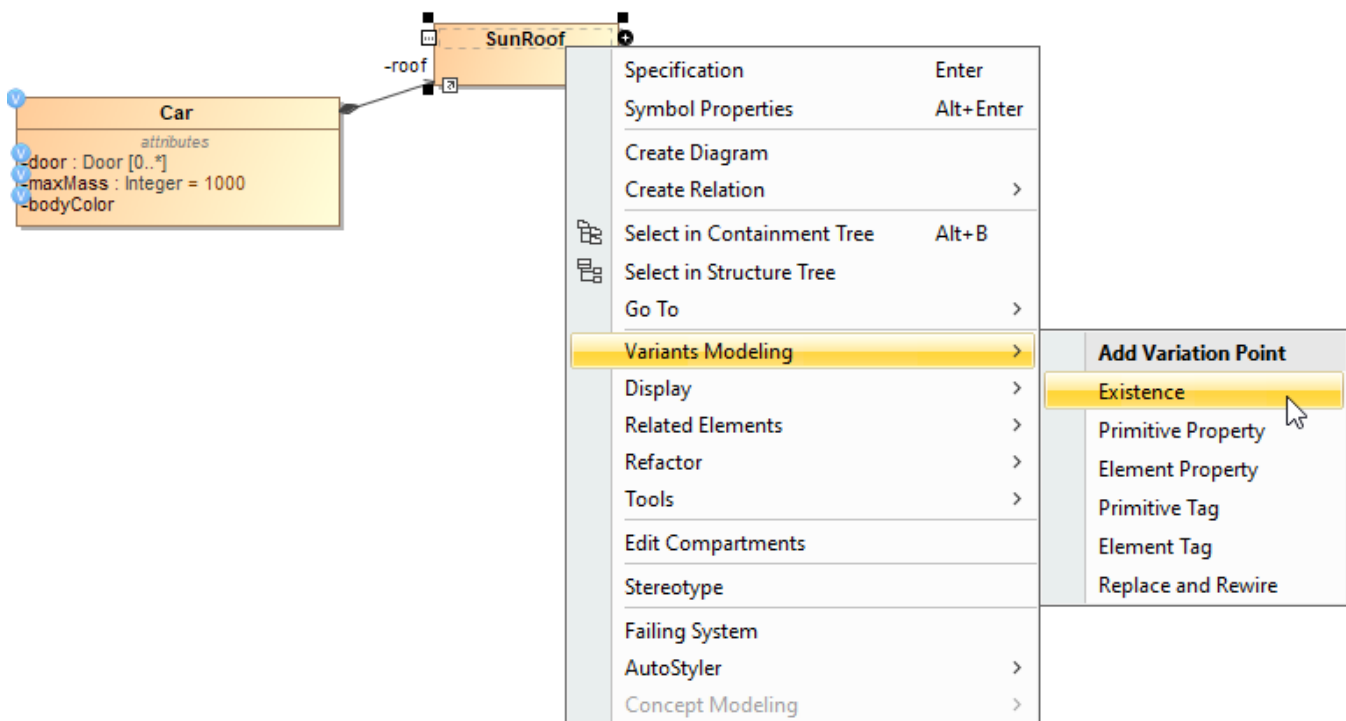 SunRoof
-roof
Car
attributes
-door : Door [0..*]
-maxMass : Integer = 1000
-bodyColor
V
V
V
V
Specification Enter
Symbol Properties Alt+Enter
Create Diagram
Create Relation
Select in Containment Tree Alt+B
Select in Structure Tree
Go To
Variants Modeling
Display
Related Elements
Refactor
Tools
Edit Compartments
Stereotype
Failing System
AutoStyler
Concept Modeling
Add Variation Point
Existence
Primitive Property
Element Property
Primitive Tag
Element Tag
Replace and Rewire